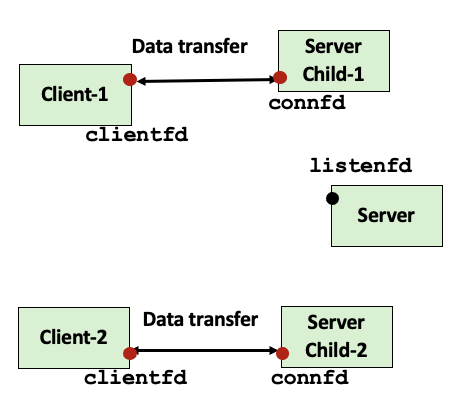 Data transfer
Server
Child-1
Client-1
connfd
clientfd
listenfd
Server
Server
Child-2
Data transfer
Client-2
clientfd
connfd